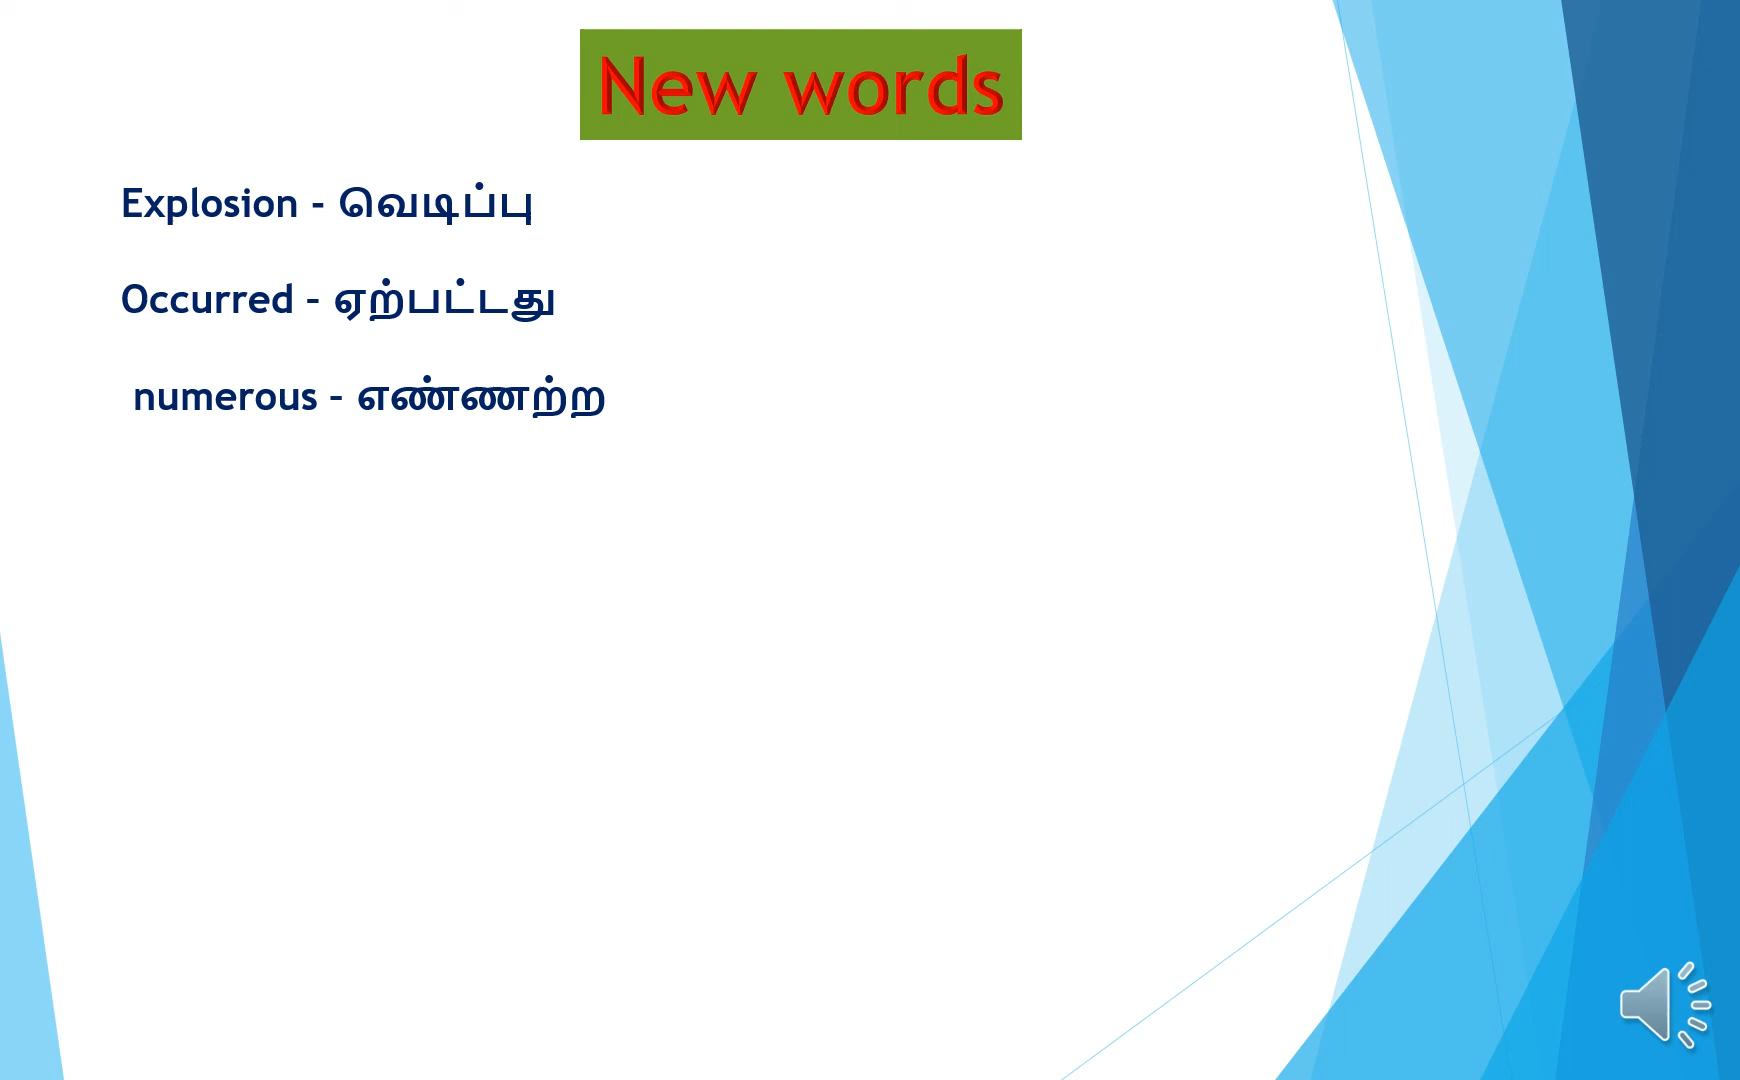 New words
Explosion - வெடிப்பு
Occurred – ஏற்பட்டது
numerous – எண்ணற்ற